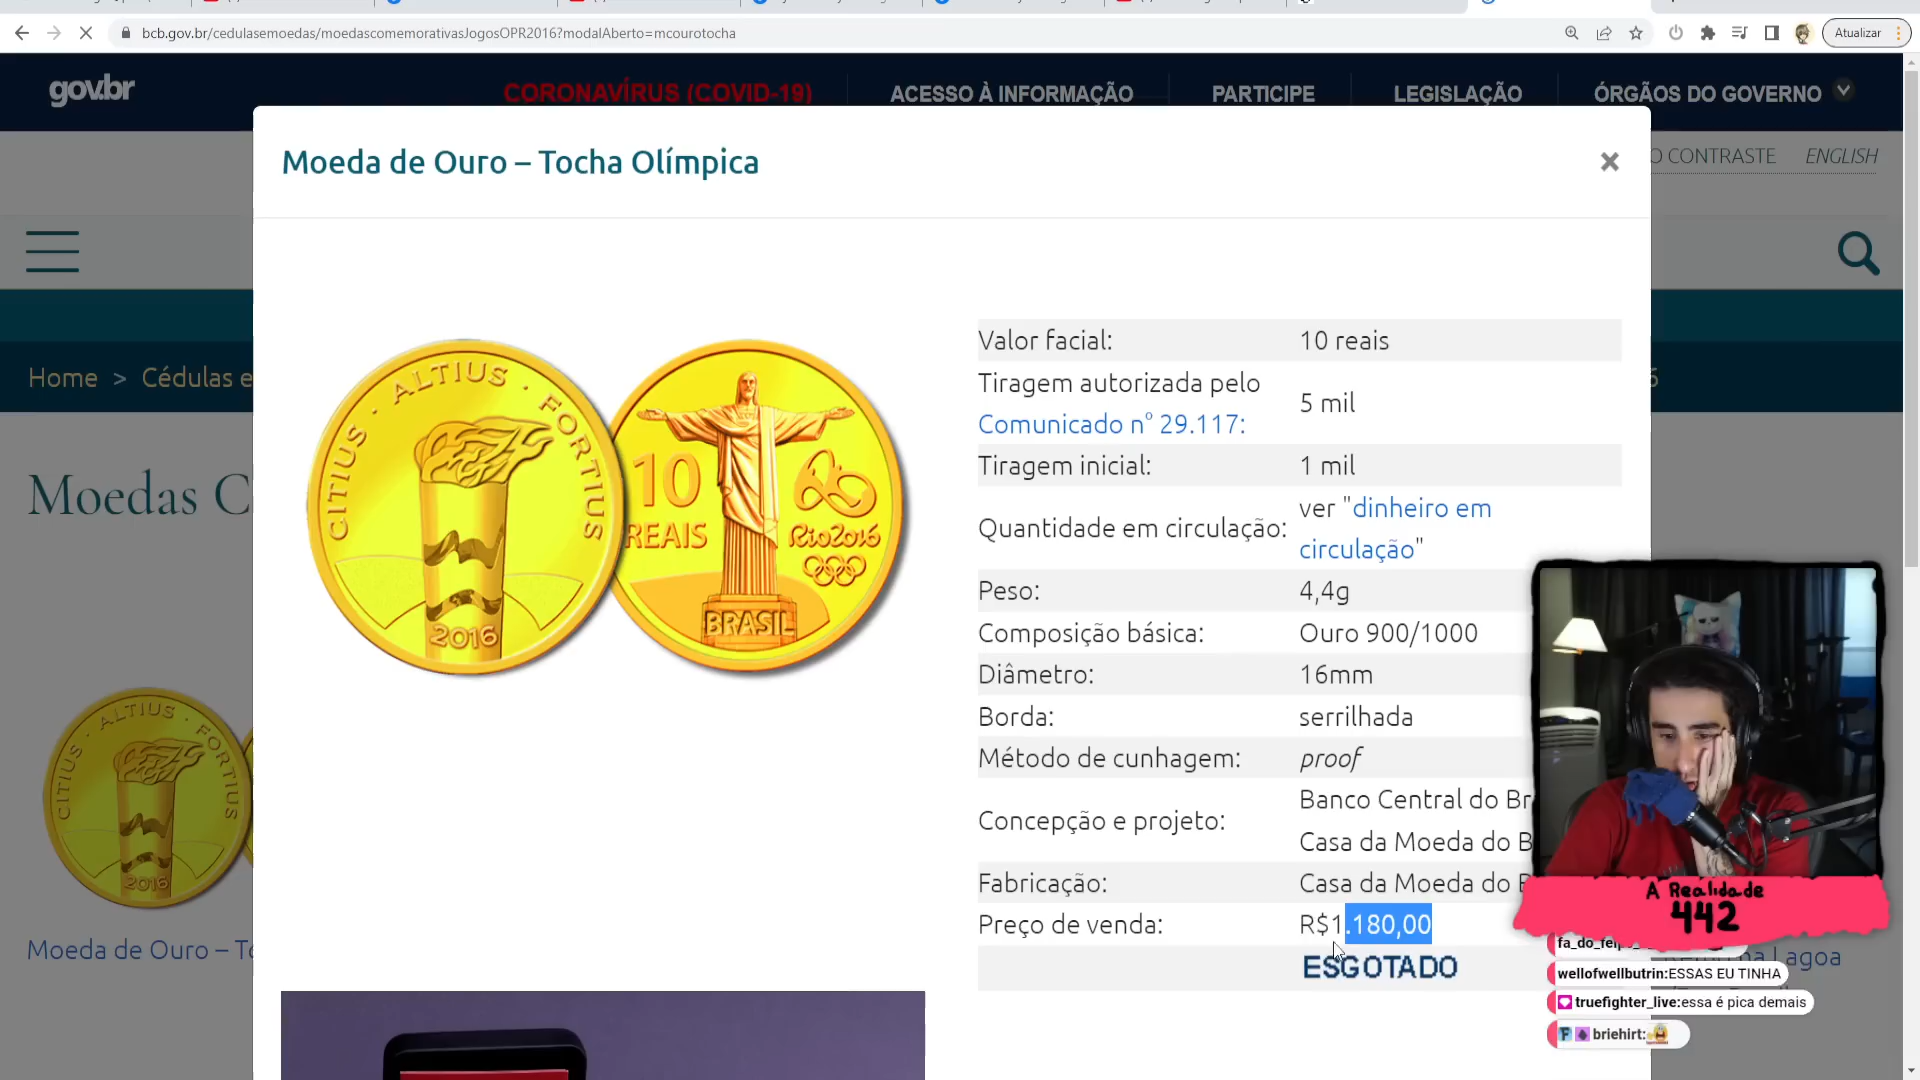 bcb.gov.br/cedulasemoedas/moedascomemorativasJogosOPR2016?modalAberto=mcourotocha
Atualizar
gov.br
CORONAVÍRUS (COVID-19)
ACESSO À INFORMAÇÃO
PARTICIPE
LEGISLAÇÃO
ÓRGÃOS DO GOVERNO
Moeda de Ouro – Tocha Olímpica
×
O CONTRASTE
ENGLISH
Home > Cédulas e
Moedas C
CITIUS · ALTIUS · FORTIUS
2016
10
REAIS
Rio2016
BRASIL
Valor facial: 10 reais
Tiragem autorizada pelo
Comunicado nº 29.117: 5 mil
Tiragem inicial: 1 mil
Quantidade em circulação: ver "dinheiro em
circulação"
Peso: 4,4g
Composição básica: Ouro 900/1000
Diâmetro: 16mm
Borda: serrilhada
Método de cunhagem: proof
Concepção e projeto: Banco Central do Br
Casa da Moeda do B
Fabricação: Casa da Moeda do B
Preço de venda: R$1.180,00
ESGOTADO
CITIUS · ALTIUS · FORTIUS
2016
Moeda de Ouro – To
A Realidade
442
Lagoa
wellofwellbutrin:ESSAS EU TINHA
truefighter_live:essa é pica demais
briehirt: